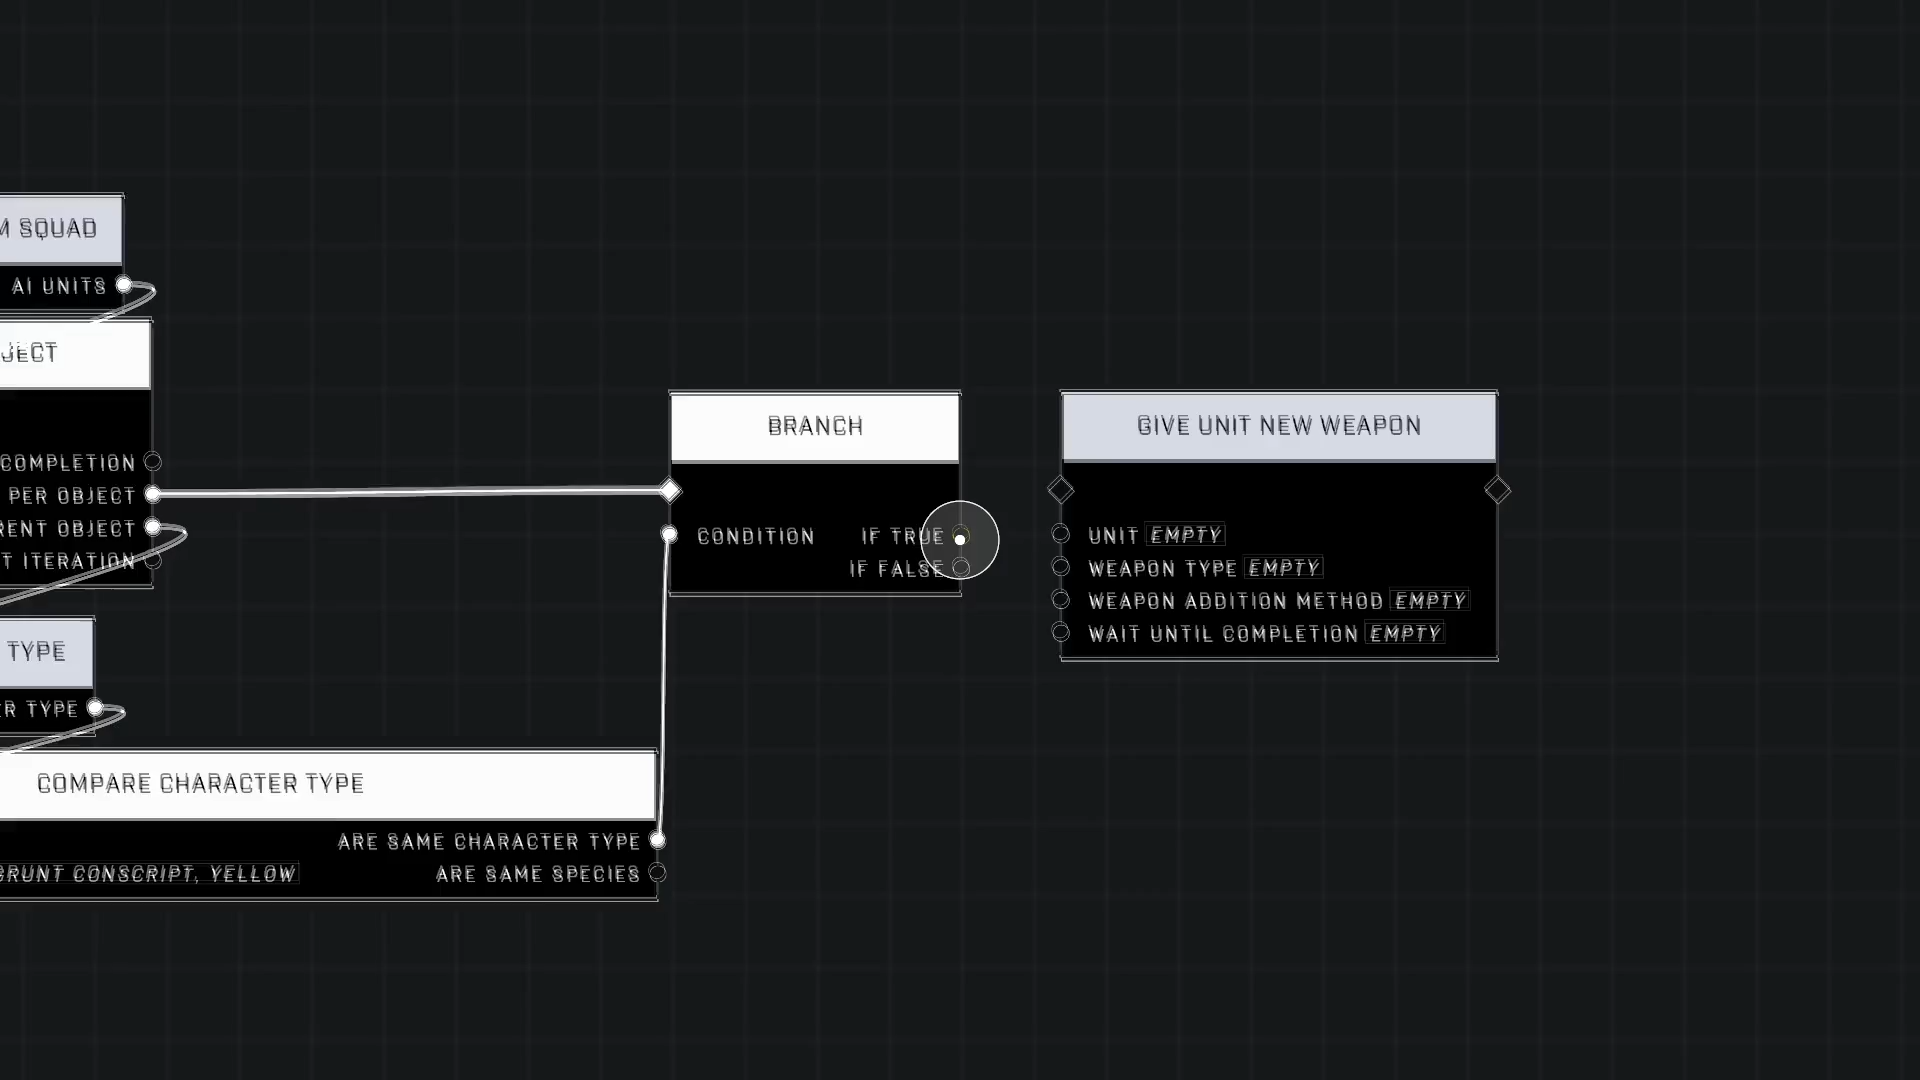 M SQUAD
AI UNITS
JECT
COMPLETION
PER OBJECT
RENT OBJECT
T ITERATION
TYPE
ER TYPE
COMPARE CHARACTER TYPE
ARE SAME CHARACTER TYPE
GRUNT CONSCRIPT, YELLOW
ARE SAME SPECIES
BRANCH
CONDITION
IF TRUE
IF FALSE
GIVE UNIT NEW WEAPON
UNIT EMPTY
WEAPON TYPE EMPTY
WEAPON ADDITION METHOD EMPTY
WAIT UNTIL COMPLETION EMPTY